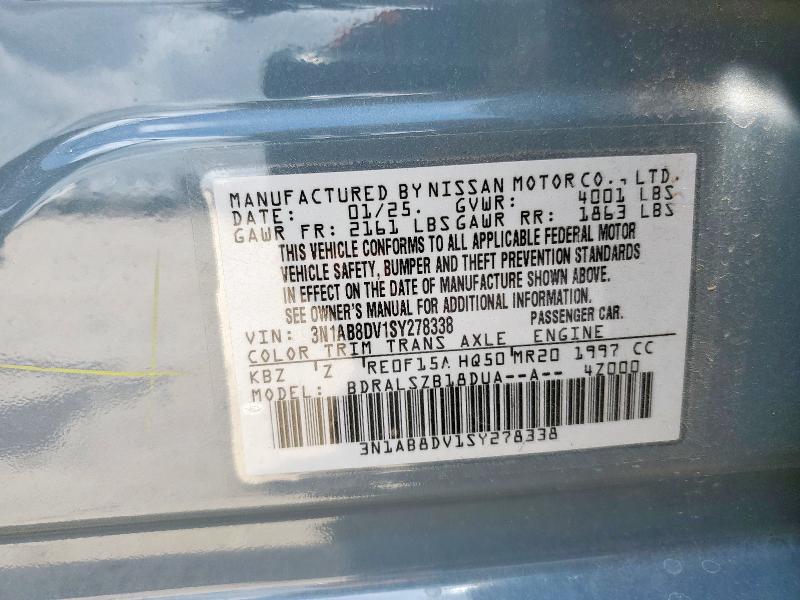 MANUFACTURED BY NISSAN MOTOR CO., LTD.
DATE: 01/25. GVWR: 4001 LBS
GAWR FR: 2161 LBS GAWR RR: 1863 LBS
THIS VEHICLE CONFORMS TO ALL APPLICABLE FEDERAL MOTOR
VEHICLE SAFETY, BUMPER AND THEFT PREVENTION STANDARDS
IN EFFECT ON THE DATE OF MANUFACTURE SHOWN ABOVE.
SEE OWNER'S MANUAL FOR ADDITIONAL INFORMATION.
VIN: 3N1AB8DV1SY278338 PASSENGER CAR.
COLOR TRIM TRANS AXLE ENGINE
KBZ Z RE0F15A HQ50 MR20 1997 CC
MODEL: BDRALSZB18DUA--A-- 4Z000
3N1AB8DV1SY278338